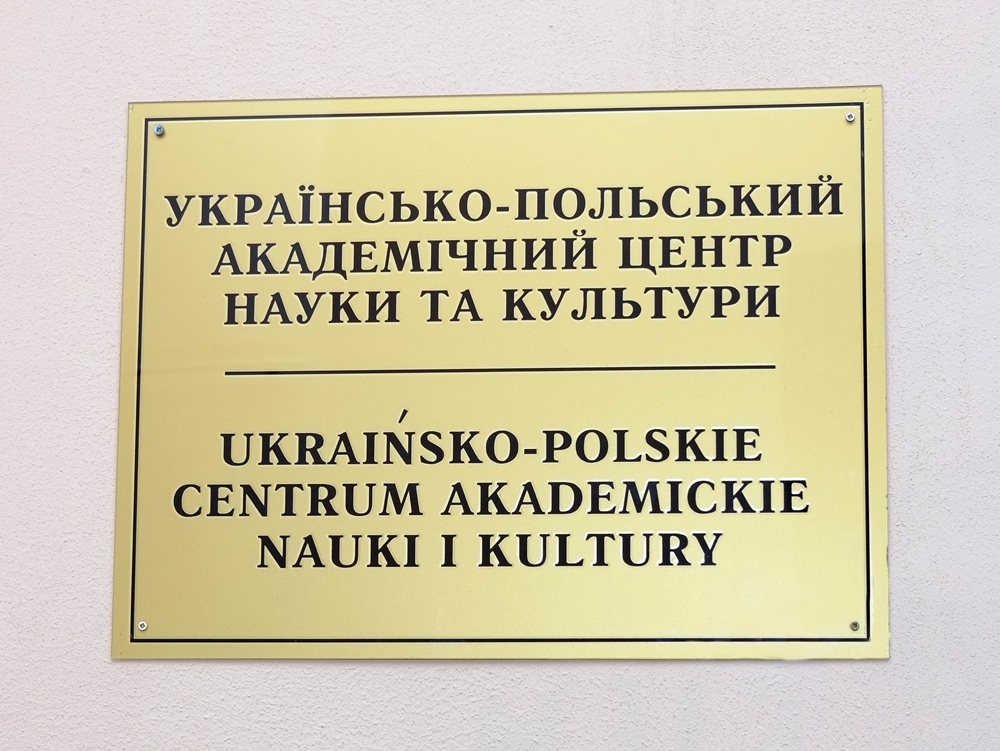 УКРАЇНСЬКО-ПОЛЬСЬКИЙ
АКАДЕМІЧНИЙ ЦЕНТР
НАУКИ ТА КУЛЬТУРИ
UKRAIŃSKO-POLSKIE
CENTRUM AKADEMICKIE
NAUKI I KULTURY